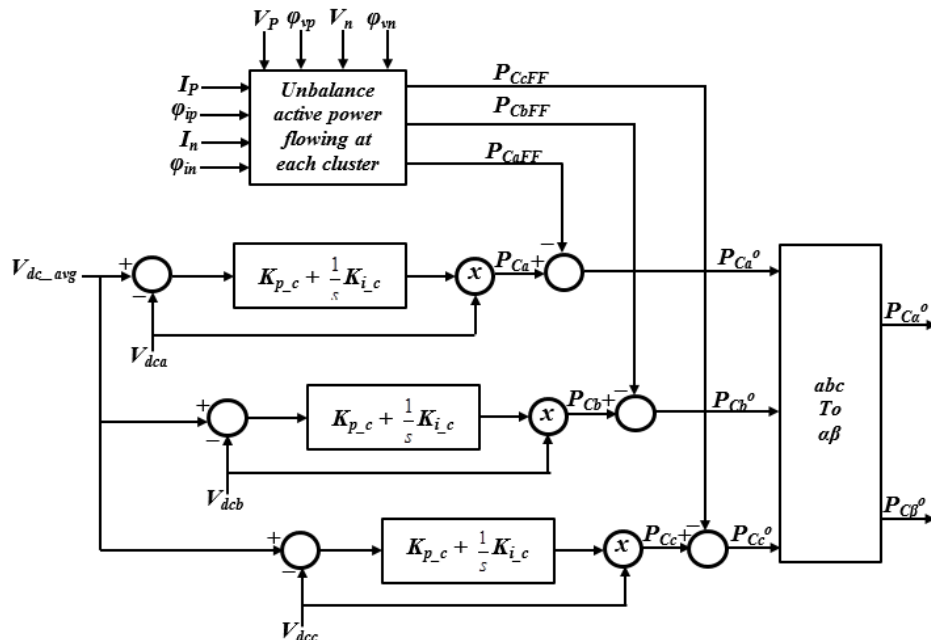 V_P φ_vp V_n φ_vn
I_P
φ_ip
I_n
φ_in
Unbalance
active power
flowing at
each cluster
P_CcFF
P_CbFF
P_CaFF
V_dc_avg
+
−
K_p_c + 1/s K_i_c
x
P_Ca
+
−
P_Ca^o
V_dca
+
−
K_p_c + 1/s K_i_c
x
P_Cb
+
−
P_Cb^o
V_dcb
+
−
K_p_c + 1/s K_i_c
x
P_Cc
+
−
P_Cc^o
V_dcc
abc
To
αβ
P_Cα^o
P_Cβ^o